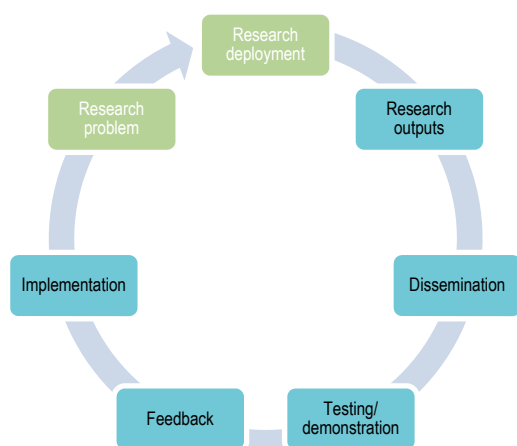 Research
deployment
Research
outputs
Dissemination
Testing/
demonstration
Feedback
Implementation
Research
problem